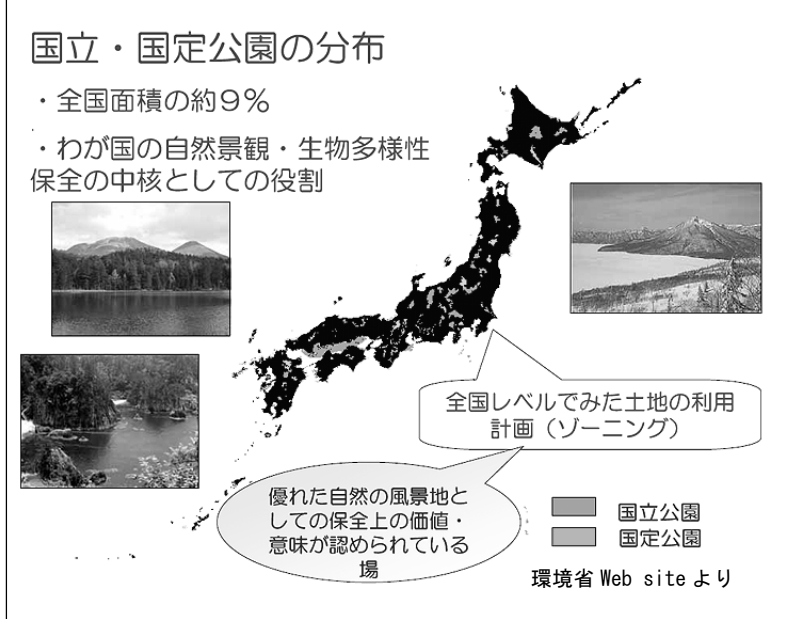 国立・国定公園の分布
・全国面積の約９％
・わが国の自然景観・生物多様性
保全の中核としての役割
全国レベルでみた土地の利用
計画（ゾーニング）
優れた自然の風景地と
しての保全上の価値・
意味が認められている
場
国立公園
国定公園
環境省 Web site より